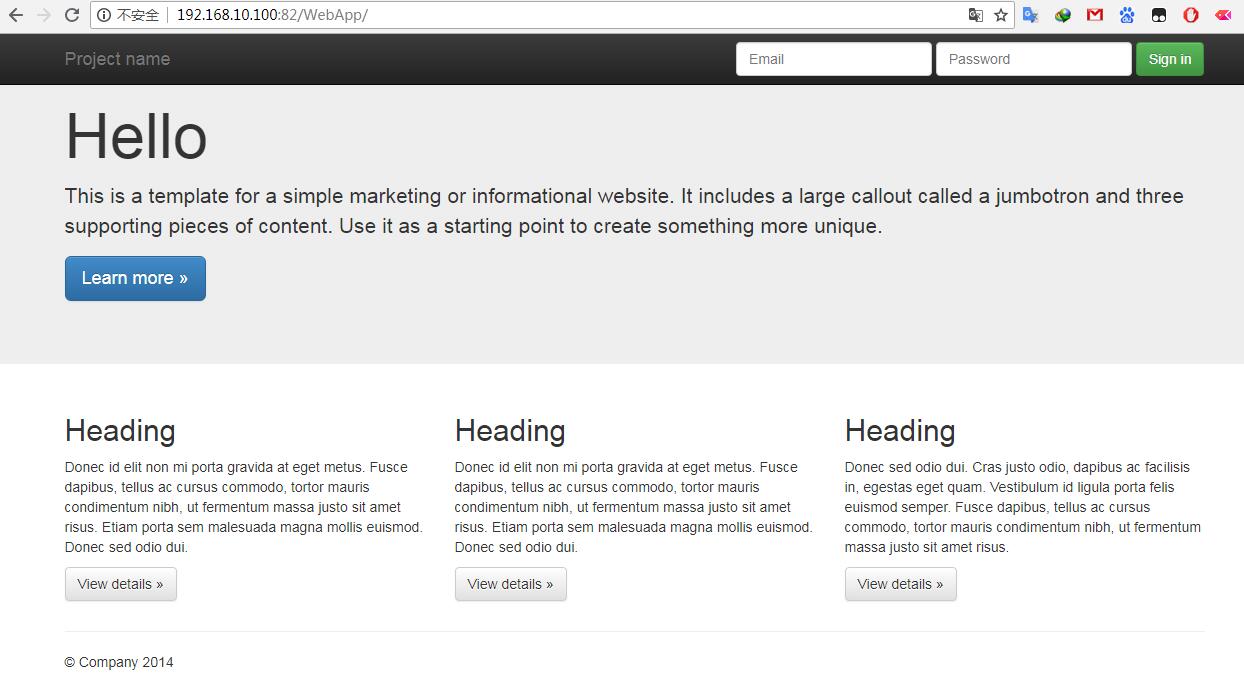 不安全 192.168.10.100:82/WebApp/
Project name Email Password Sign in
Hello
This is a template for a simple marketing or informational website. It includes a large callout called a jumbotron and three
supporting pieces of content. Use it as a starting point to create something more unique.
Learn more »
Heading
Donec id elit non mi porta gravida at eget metus. Fusce
dapibus, tellus ac cursus commodo, tortor mauris
condimentum nibh, ut fermentum massa justo sit amet
risus. Etiam porta sem malesuada magna mollis euismod.
Donec sed odio dui.
View details »
Heading
Donec id elit non mi porta gravida at eget metus. Fusce
dapibus, tellus ac cursus commodo, tortor mauris
condimentum nibh, ut fermentum massa justo sit amet
risus. Etiam porta sem malesuada magna mollis euismod.
Donec sed odio dui.
View details »
Heading
Donec sed odio dui. Cras justo odio, dapibus ac facilisis
in, egestas eget quam. Vestibulum id ligula porta felis
euismod semper. Fusce dapibus, tellus ac cursus
commodo, tortor mauris condimentum nibh, ut fermentum
massa justo sit amet risus.
View details »
© Company 2014